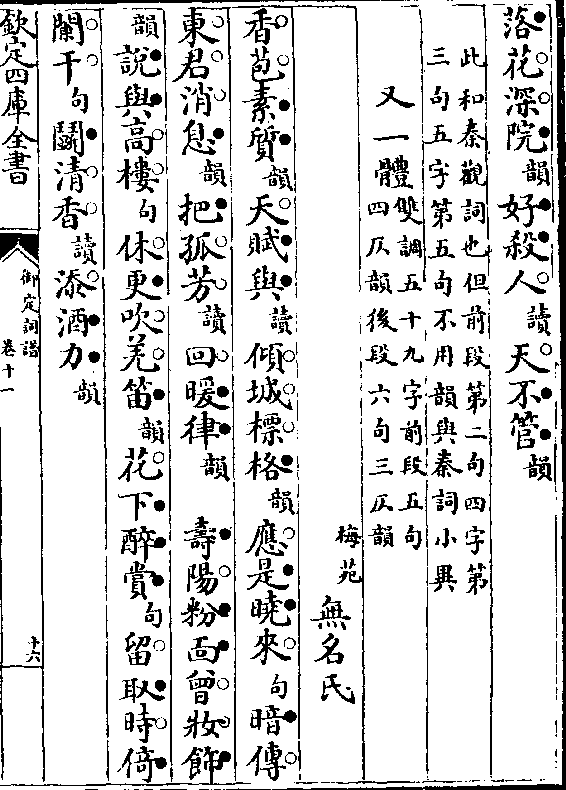 落花深院韻好殺人讀天不管韻
此和秦觀詞也但前段第二句四字第
三句五字第五句不用韻與秦詞小異
又一體雙調五十九字前段五句
四仄韻後段六句三仄韻
梅苑無名氏
香苞素質韻天賦與讀傾城標格韻應是曉來句暗傳
東君消息韻把孤芳讀回暖律韻壽陽粉面曾妝飾
韻說與高樓句休更吹羌笛韻花下醉賞句留取時倚
闌干句鬬清香讀添酒力韻
欽定四庫全書
御定詞譜
卷十一
十六